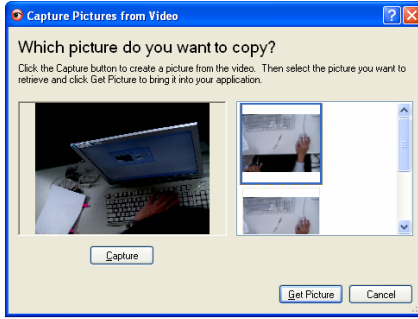 Capture Pictures from Video
Which picture do you want to copy?
Click the Capture button to create a picture from the video. Then select the picture you want to
retrieve and click Get Picture to bring it into your application.
Capture
Get Picture
Cancel